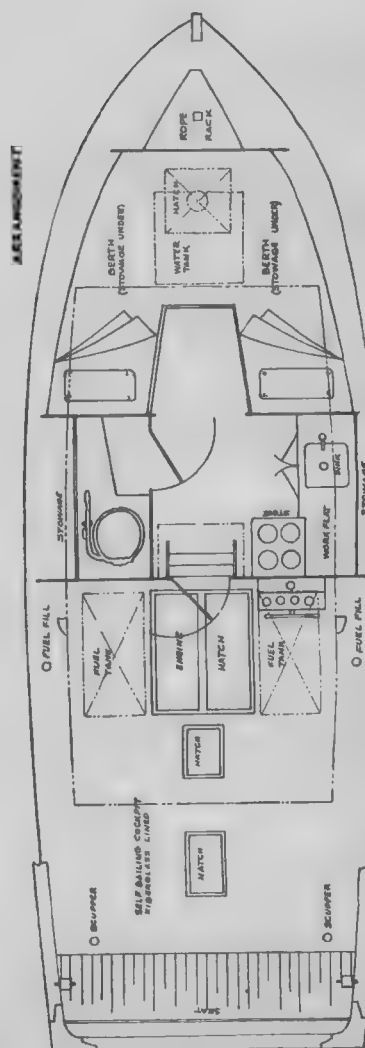 ARRANGEMENT
ROPE
RACK
HATCH
WATER
TANK
BERTH
(STOWAGE UNDER)
BERTH
(STOWAGE UNDER)
STOWAGE
STOVE
SINK
WORK FLAT
STOWAGE
FUEL FILL
FUEL
TANK
ENGINE
HATCH
FUEL
TANK
FUEL FILL
HATCH
SELF BAILING COCKPIT
FIBERGLASS LINED
HATCH
SCUPPER
SCUPPER
SEAT